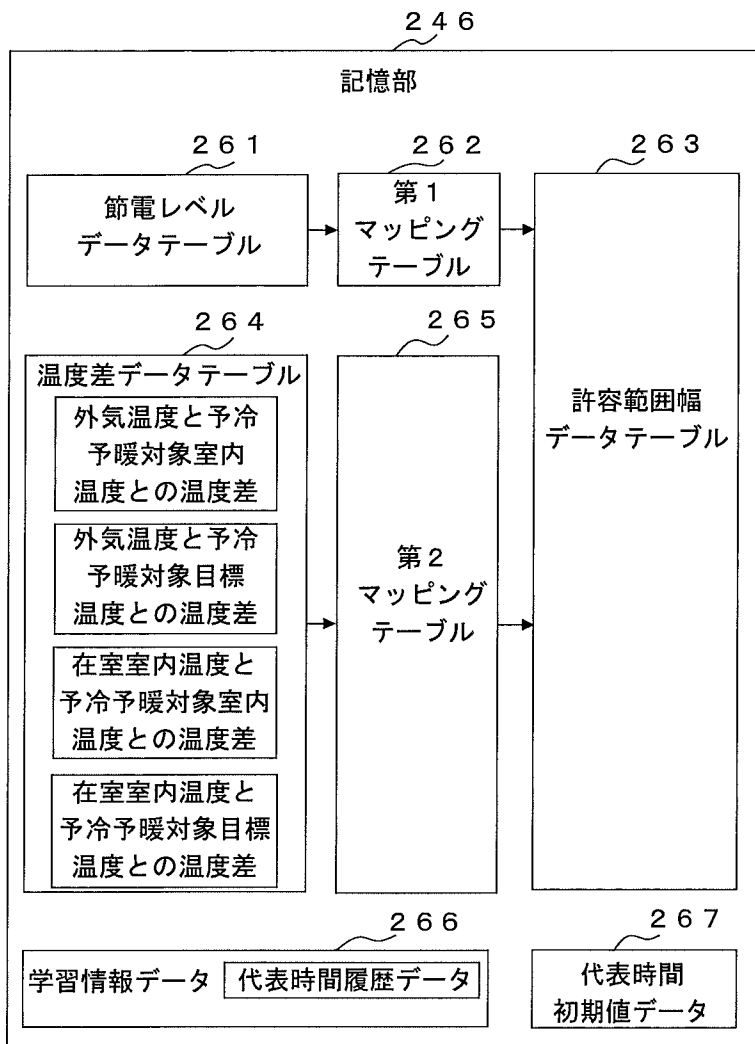 ２４６
記憶部
２６１
節電レベル
データテーブル
２６２
第１
マッピング
テーブル
２６３
許容範囲幅
データテーブル
２６４
温度差データテーブル
外気温度と予冷
予暖対象室内
温度との温度差
外気温度と予冷
予暖対象目標
温度との温度差
在室室内温度と
予冷予暖対象室内
温度との温度差
在室室内温度と
予冷予暖対象目標
温度との温度差
２６５
第２
マッピング
テーブル
２６６
学習情報データ
代表時間履歴データ
２６７
代表時間
初期値データ